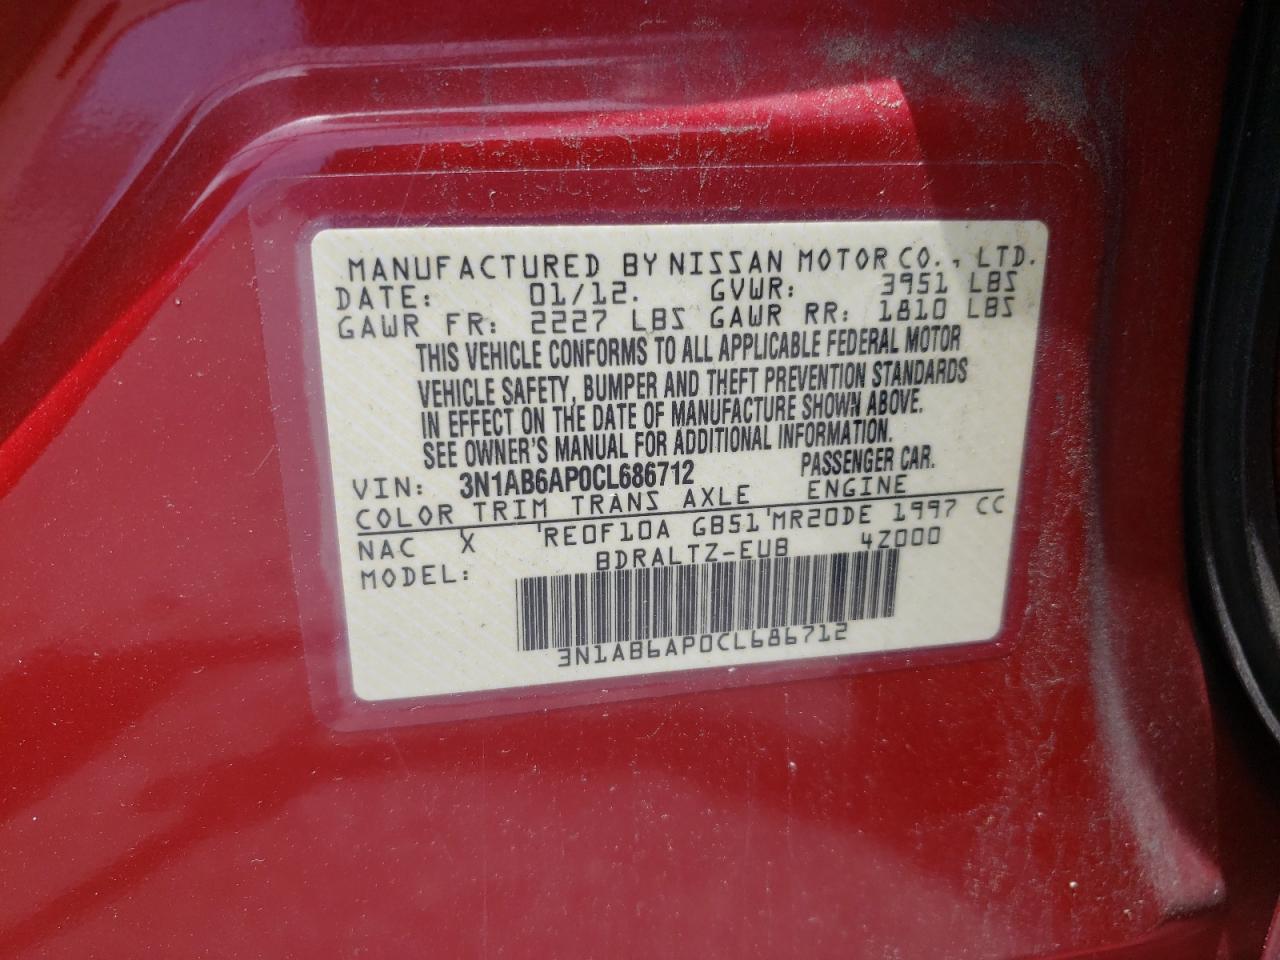 MANUFACTURED BY NISSAN MOTOR CO., LTD.
DATE: 01/12. GVWR: 3951 LBS
GAWR FR: 2227 LBS GAWR RR: 1810 LBS
THIS VEHICLE CONFORMS TO ALL APPLICABLE FEDERAL MOTOR
VEHICLE SAFETY, BUMPER AND THEFT PREVENTION STANDARDS
IN EFFECT ON THE DATE OF MANUFACTURE SHOWN ABOVE.
SEE OWNER'S MANUAL FOR ADDITIONAL INFORMATION.
VIN: 3N1AB6AP0CL686712 PASSENGER CAR.
COLOR TRIM TRANS AXLE ENGINE
NAC X RE0F10A GB51 MR20DE 1997 CC
MODEL: BDRALTZ-EUB 4Z000
3N1AB6AP0CL686712